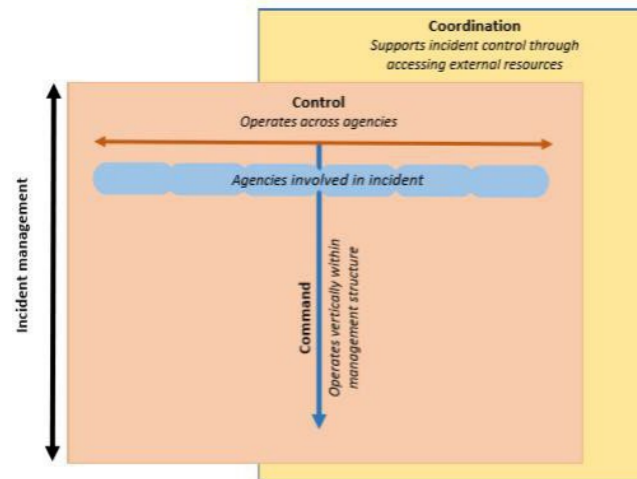 Coordination
Supports incident control through
accessing external resources
Control
Operates across agencies
Agencies involved in incident
Incident management
Command
Operates vertically within
management structure